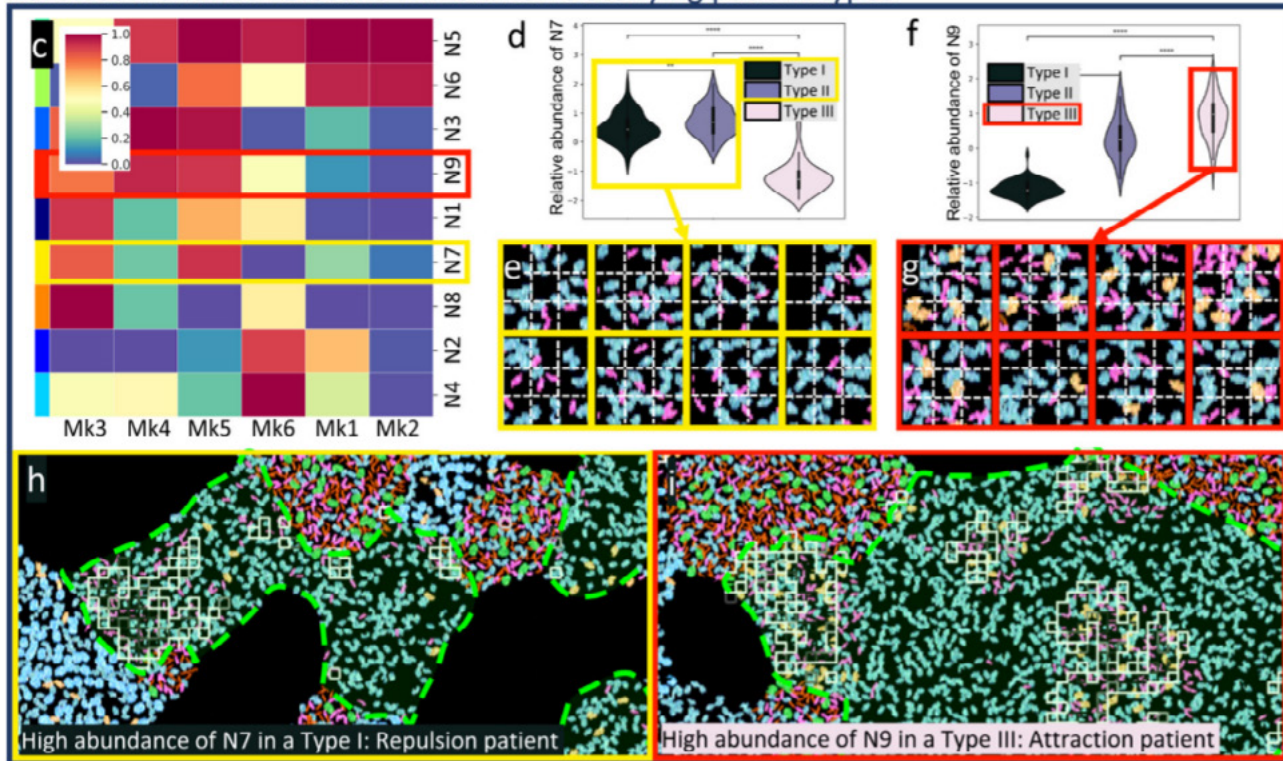 c
1.0
0.8
0.6
0.4
0.2
0.0
N5
N6
N3
N9
N1
N7
N8
N2
N4
Mk3 Mk4 Mk5 Mk6 Mk1 Mk2
d
Relative abundance of N7
4
3
2
1
0
−1
−2
****
****
**
Type I
Type II
Type III
f
Relative abundance of N9
3
2
1
0
−1
−2
****
****
Type I
Type II
Type III
e
g
h
High abundance of N7 in a Type I: Repulsion patient
i
High abundance of N9 in a Type III: Attraction patient